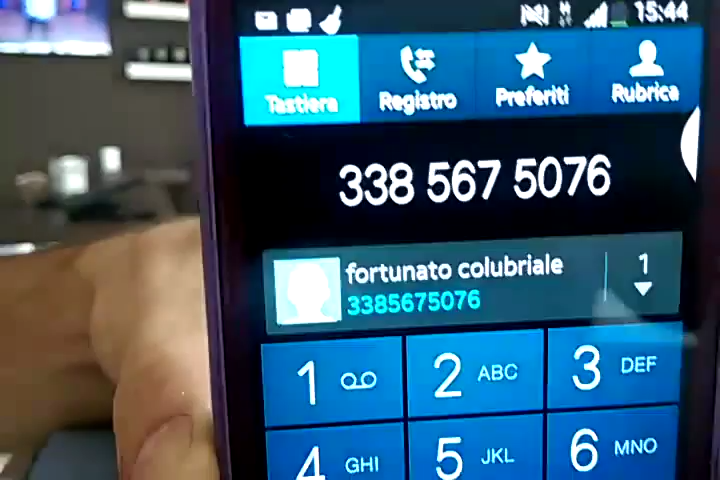 15:44
Tastiera Registro Preferiti Rubrica
338 567 5076
fortunato colubriale 1
3385675076
1 2 ABC 3 DEF
4 GHI 5 JKL 6 MNO